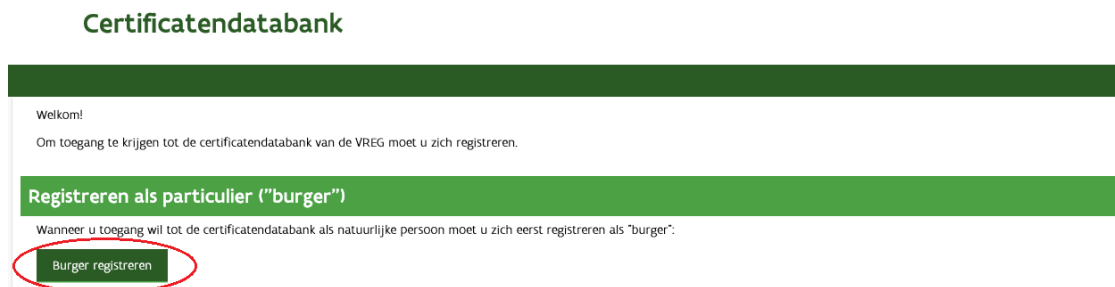 Certificatendatabank
Welkom!
Om toegang te krijgen tot de certificatendatabank van de VREG moet u zich registreren.
Registreren als particulier ("burger")
Wanneer u toegang wil tot de certificatendatabank als natuurlijke persoon moet u zich eerst registreren als "burger":
Burger registreren